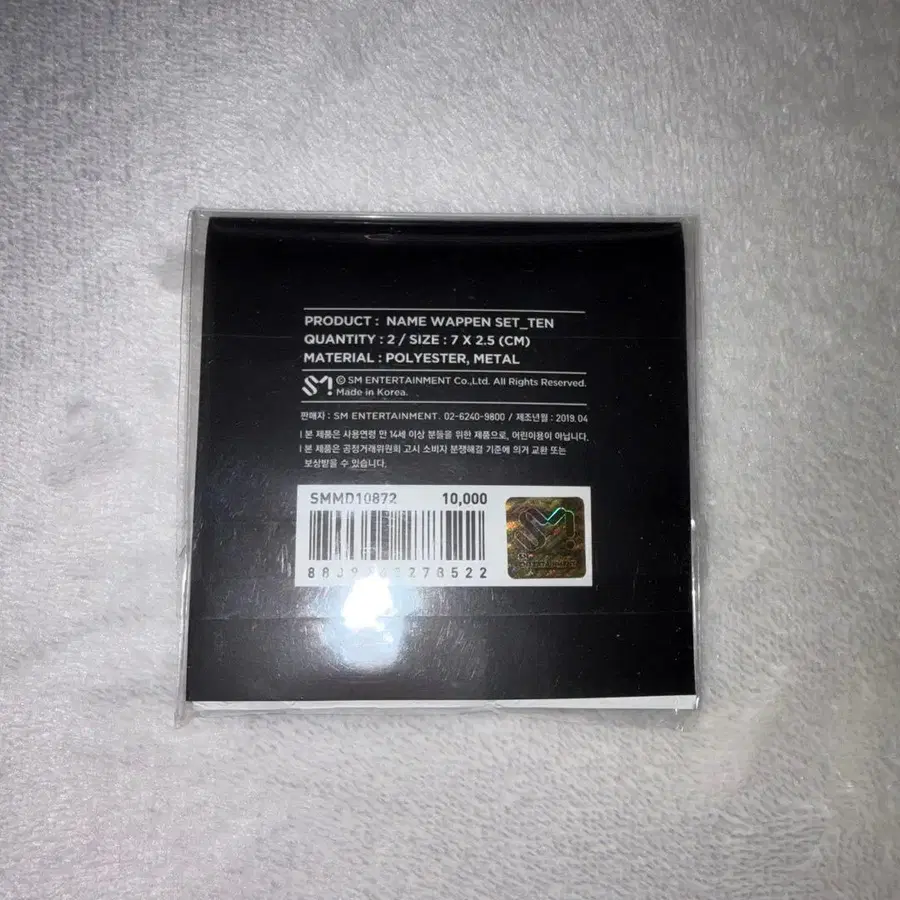 PRODUCT : NAME WAPPEN SET_TEN
QUANTITY : 2 / SIZE : 7 X 2.5 (CM)
MATERIAL : POLYESTER, METAL
SM! © SM ENTERTAINMENT Co.,Ltd. All Rights Reserved.
Made in Korea.
판매자 : SM ENTERTAINMENT. 02-6240-9800 / 제조년월 : 2019.04
| 본 제품은 사용연령 만 14세 이상 분들을 위한 제품으로, 어린이용이 아닙니다.
| 본 제품은 공정거래위원회 고시 소비자 분쟁해결 기준에 의거 교환 또는
보상받을 수 있습니다.
SMMD10872 10,000
SM!